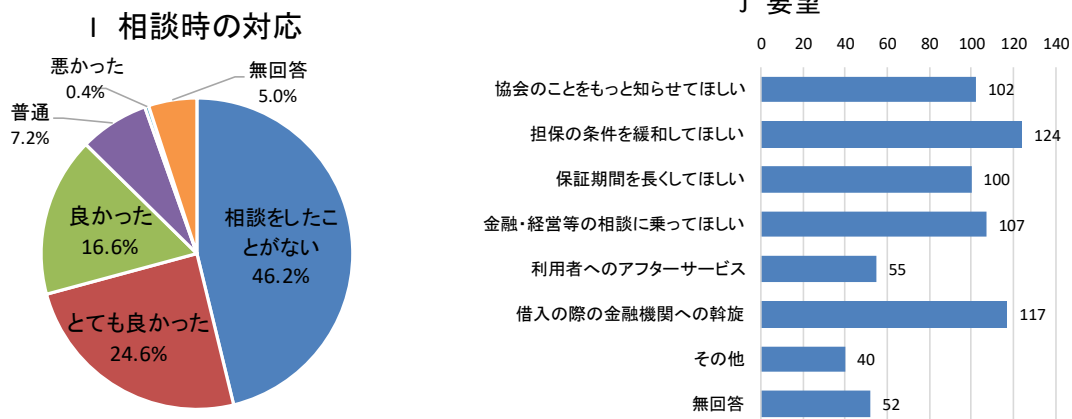 I 相談時の対応
悪かった
0.4%
無回答
5.0%
普通
7.2%
良かった
16.6%
相談をしたこ
とがない
46.2%
とても良かった
24.6%
J 要望
0 20 40 60 80 100 120 140
協会のことをもっと知らせてほしい 102
担保の条件を緩和してほしい 124
保証期間を長くしてほしい 100
金融・経営等の相談に乗ってほしい 107
利用者へのアフターサービス 55
借入の際の金融機関への斡旋 117
その他 40
無回答 52